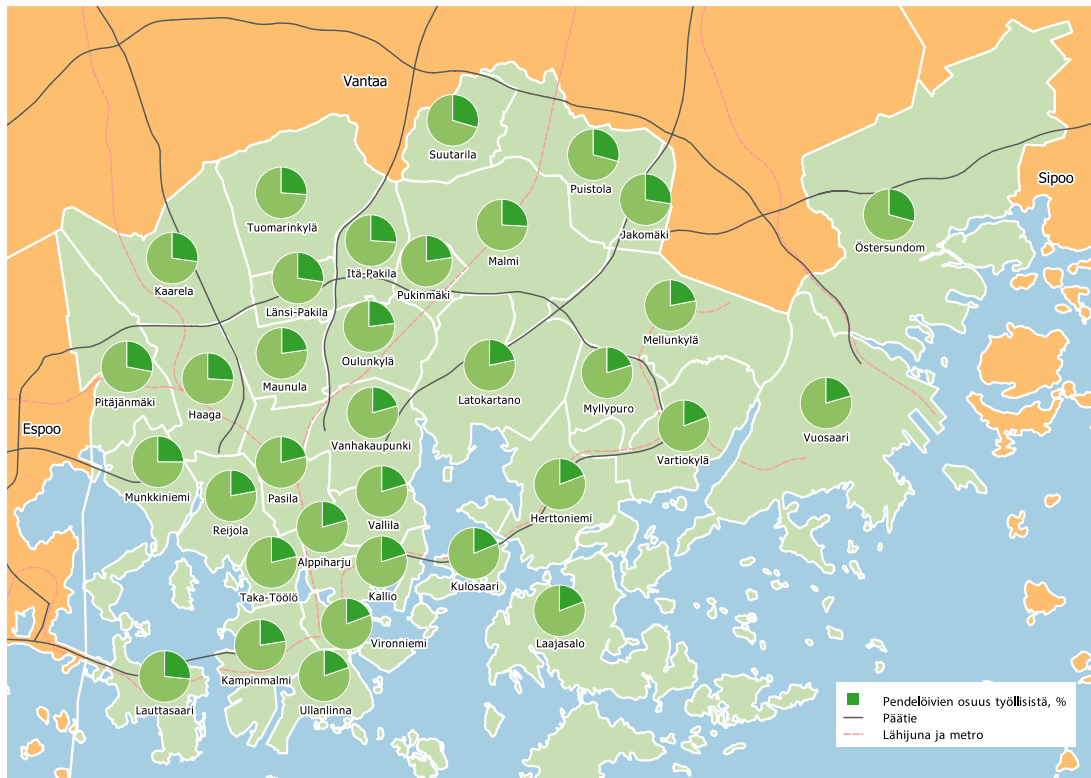 Vantaa
Suutarila
Puistola
Sipoo
Tuomarinkylä
Jakomäki
Östersundom
Itä-Pakila
Malmi
Kaarela
Pukinmäki
Länsi-Pakila
Oulunkylä
Mellunkylä
Maunula
Pitäjänmäki
Haaga
Latokartano
Myllypuro
Espoo
Vanhakaupunki
Vartiokylä
Vuosaari
Munkkiniemi
Pasila
Reijola
Vallila
Herttoniemi
Alppiharju
Taka-Töölö
Kallio
Kulosaari
Vironniemi
Laajasalo
Kampinmalmi
Lauttasaari
Ullanlinna
Pendelöivien osuus työllisistä, %
Päätie
Lähijuna ja metro